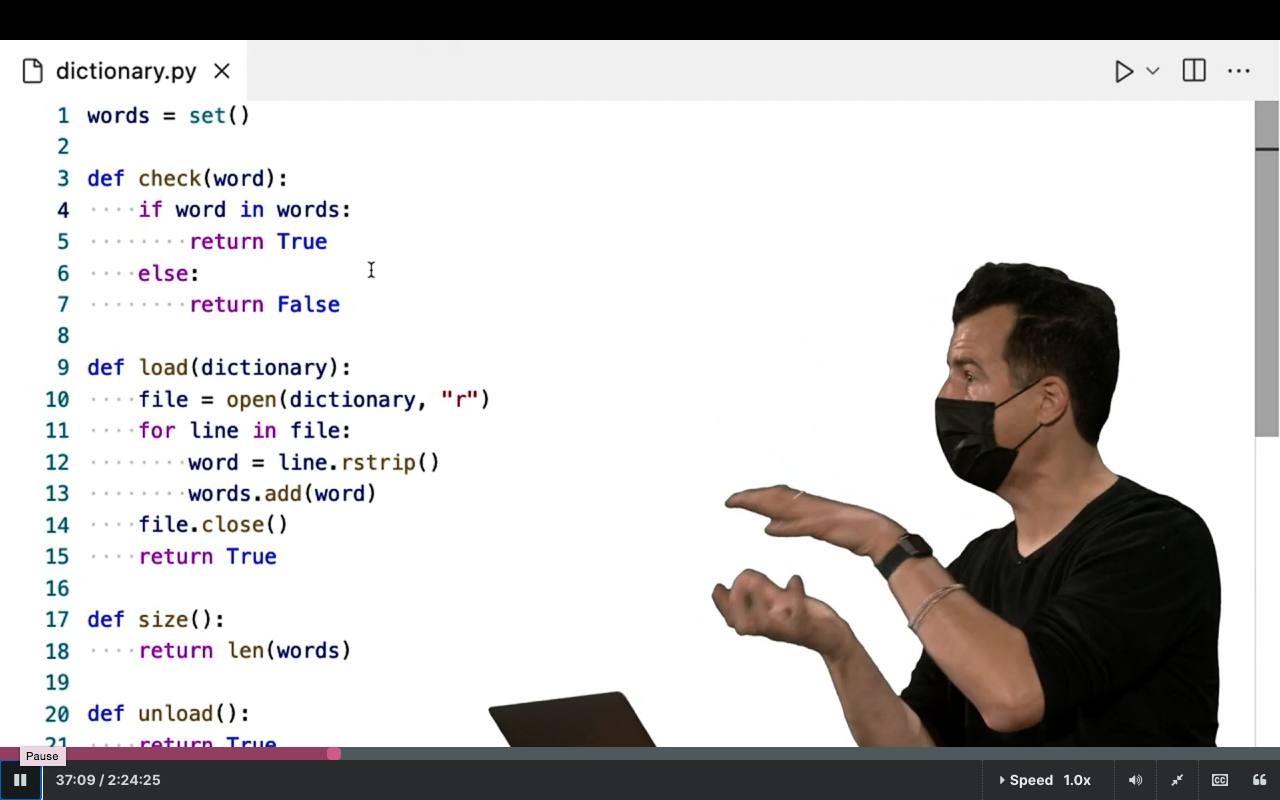 dictionary.py
1 words = set()
2
3 def check(word):
4 ····if word in words:
5 ········return True
6 ····else:
7 ········return False
8
9 def load(dictionary):
10 ····file = open(dictionary, "r")
11 ····for line in file:
12 ········word = line.rstrip()
13 ········words.add(word)
14 ····file.close()
15 ····return True
16
17 def size():
18 ····return len(words)
19
20 def unload():
21 ····return True
Pause
37:09 / 2:24:25
Speed 1.0x
CC